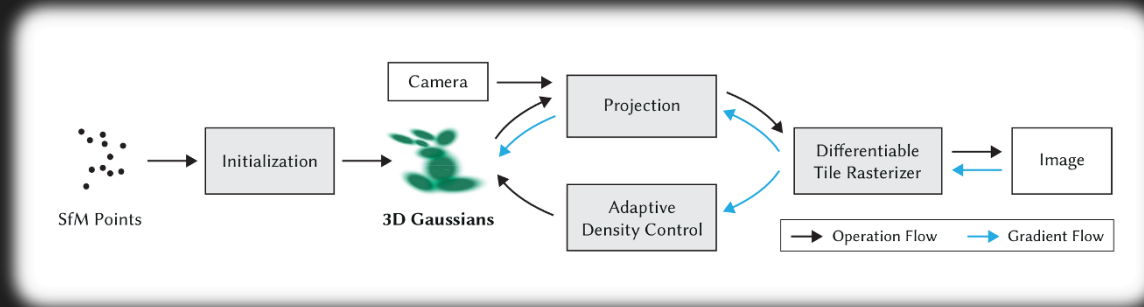 SfM Points
Initialization
Camera
3D Gaussians
Projection
Adaptive
Density Control
Differentiable
Tile Rasterizer
Image
Operation Flow
Gradient Flow